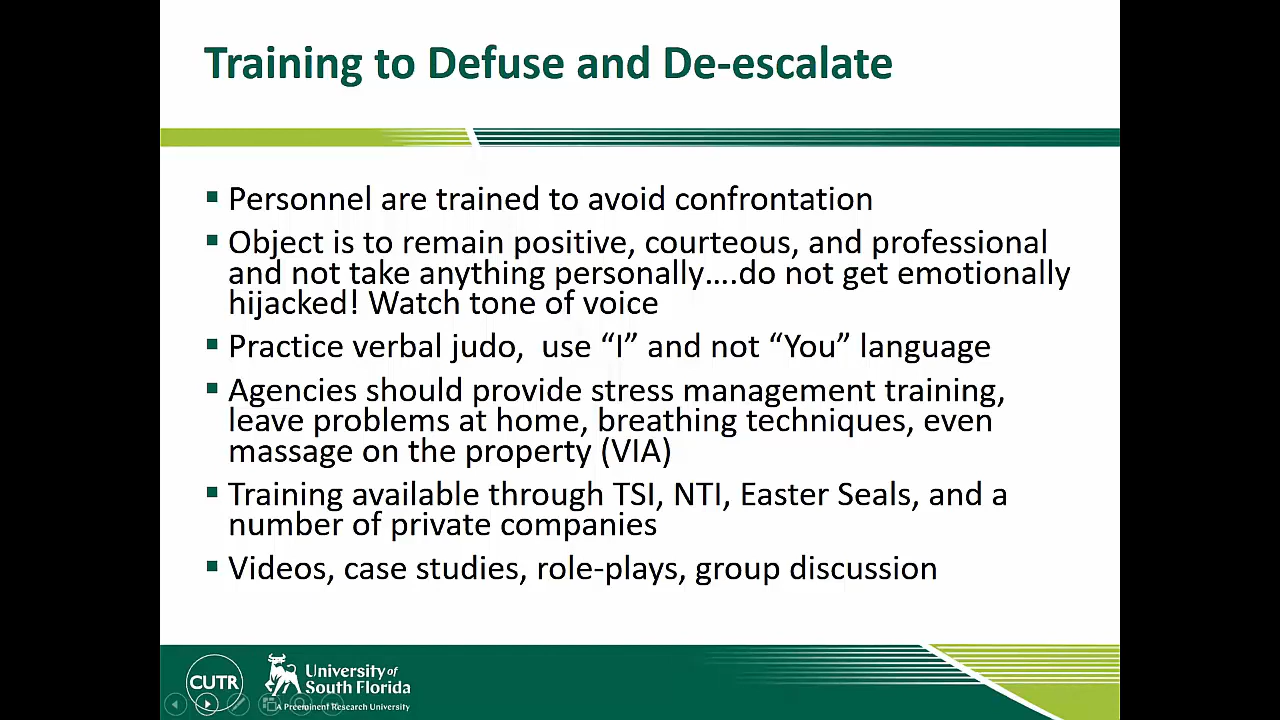 Training to Defuse and De-escalate
▪ Personnel are trained to avoid confrontation
▪ Object is to remain positive, courteous, and professional
and not take anything personally….do not get emotionally
hijacked! Watch tone of voice
▪ Practice verbal judo,  use “I” and not “You” language
▪ Agencies should provide stress management training,
leave problems at home, breathing techniques, even
massage on the property (VIA)
▪ Training available through TSI, NTI, Easter Seals, and a
number of private companies
▪ Videos, case studies, role-plays, group discussion
CUTR
University of
South Florida
A Preeminent Research University